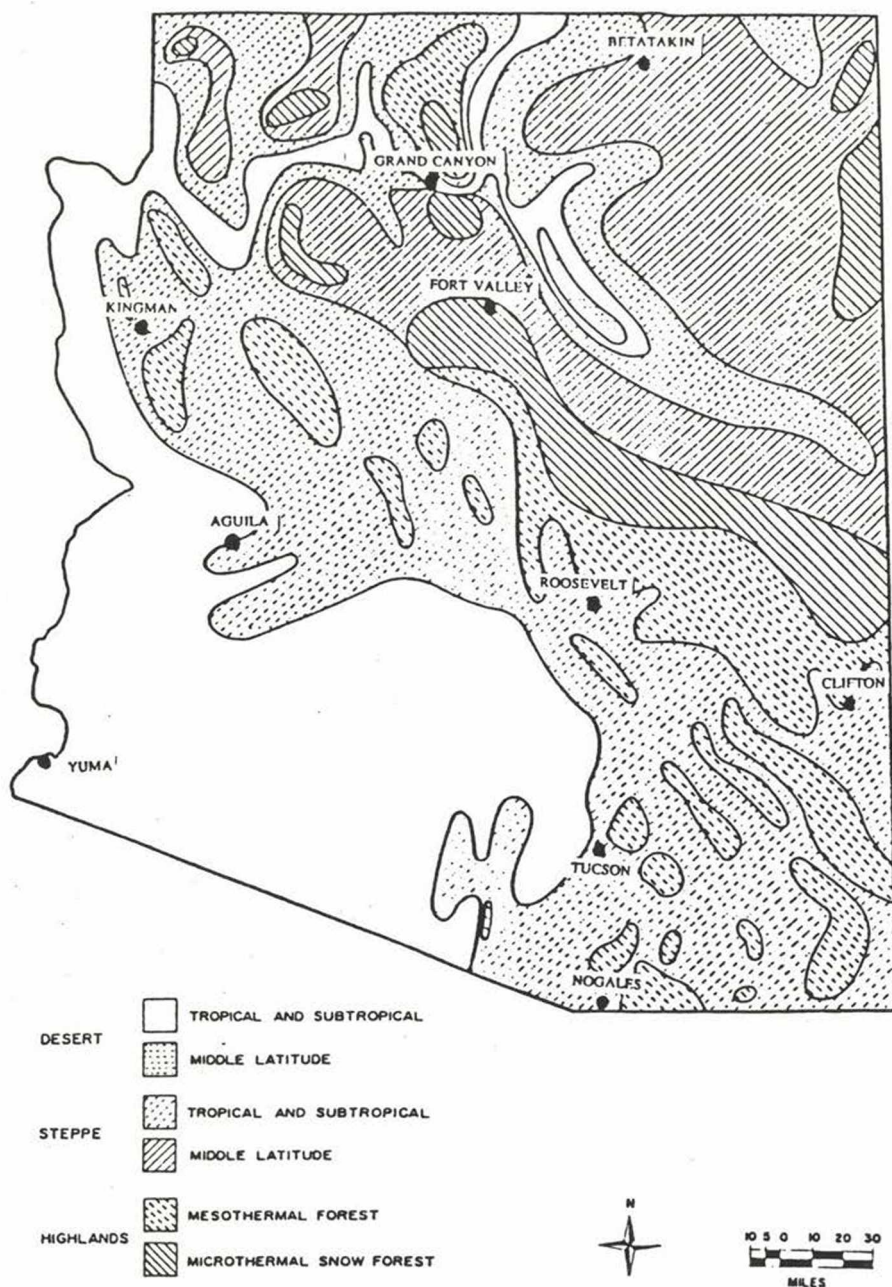 BETATAKIN
GRAND CANYON
FORT VALLEY
KINGMAN
AGUILA
ROOSEVELT
CLIFTON
YUMA
TUCSON
NOGALES
DESERT
TROPICAL AND SUBTROPICAL
MIDDLE LATITUDE
STEPPE
TROPICAL AND SUBTROPICAL
MIDDLE LATITUDE
HIGHLANDS
MESOTHERMAL FOREST
MICROTHERMAL SNOW FOREST
N
10 5 0 10 20 30
MILES